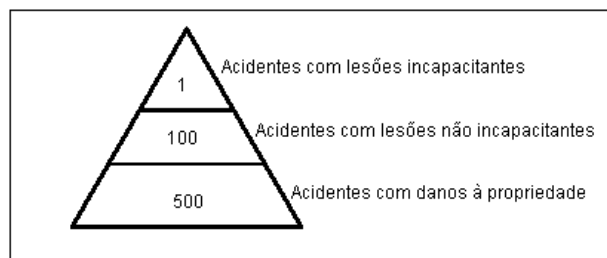 Acidentes com lesões incapacitantes
1
Acidentes com lesões não incapacitantes
100
Acidentes com danos à propriedade
500